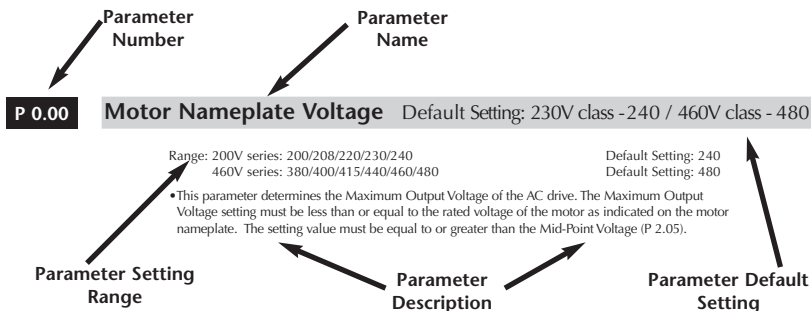 Parameter Number
Parameter Name
P 0.00 Motor Nameplate Voltage Default Setting: 230V class - 240 / 460V class - 480
Range: 200V series: 200/208/220/230/240 Default Setting: 240
460V series: 380/400/415/440/460/480 Default Setting: 480
•This parameter determines the Maximum Output Voltage of the AC drive. The Maximum Output
Voltage setting must be less than or equal to the rated voltage of the motor as indicated on the motor
nameplate. The setting value must be equal to or greater than the Mid-Point Voltage (P 2.05).
Parameter Setting
Range
Parameter
Description
Parameter Default
Setting